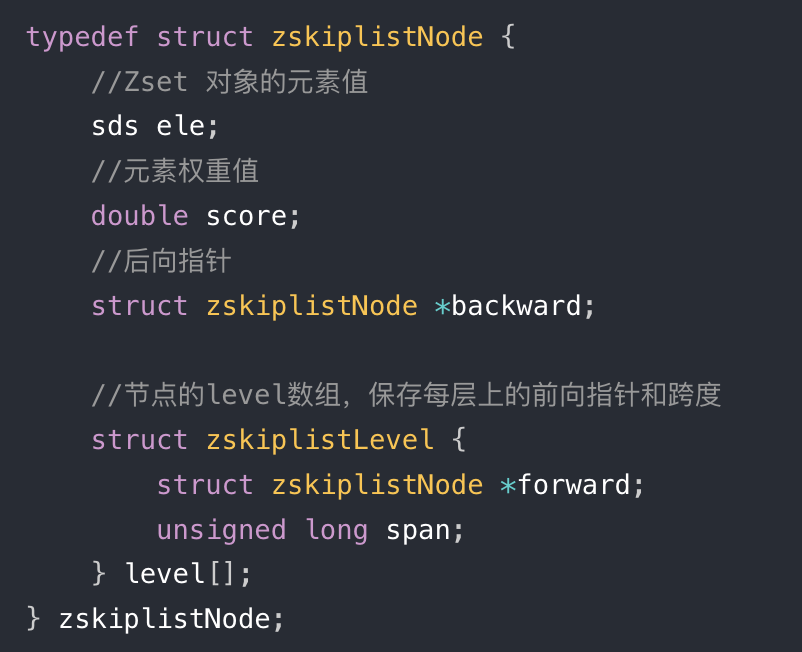 typedef struct zskiplistNode {
    //Zset 对象的元素值
    sds ele;
    //元素权重值
    double score;
    //后向指针
    struct zskiplistNode *backward;

    //节点的level数组，保存每层上的前向指针和跨度
    struct zskiplistLevel {
        struct zskiplistNode *forward;
        unsigned long span;
    } level[];
} zskiplistNode;